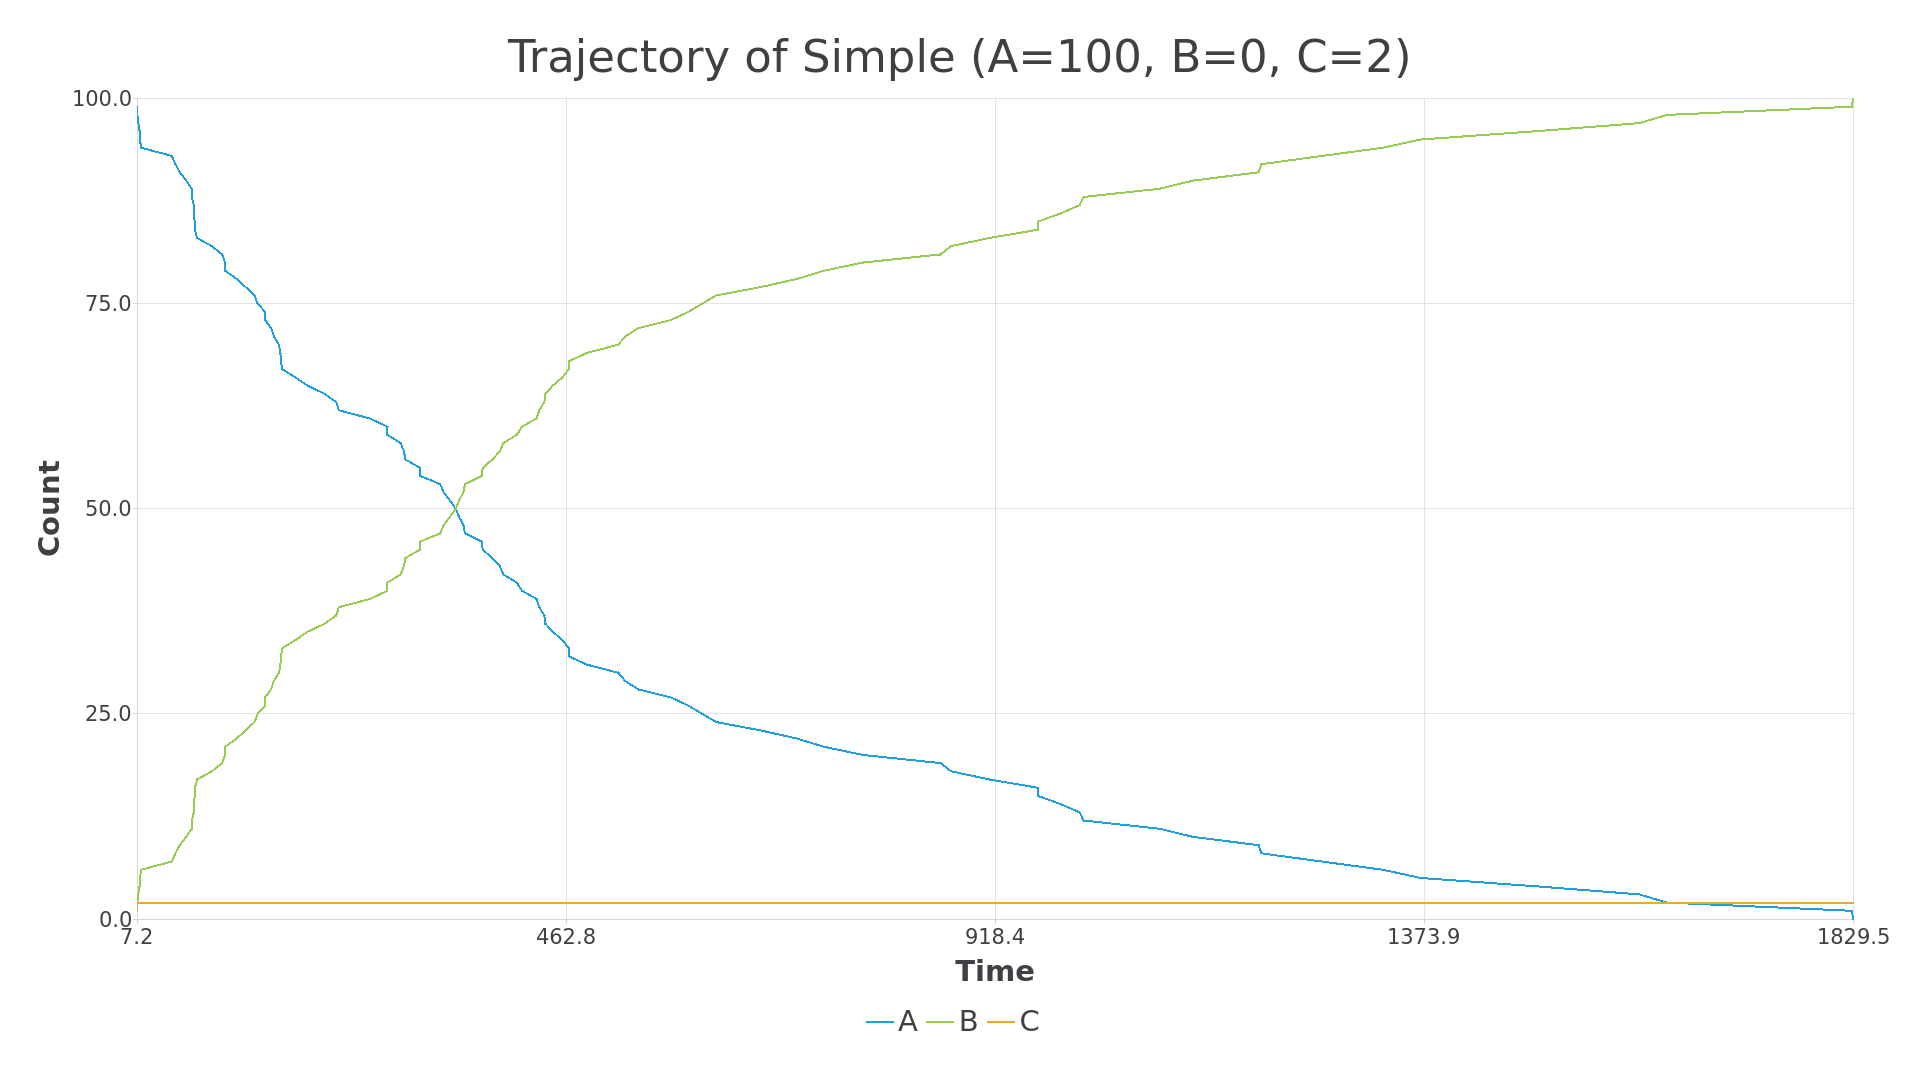 Trajectory of Simple (A=100, B=0, C=2)
100.0
75.0
50.0
25.0
0.0
Count
7.2 462.8 918.4 1373.9 1829.5
Time
A B C